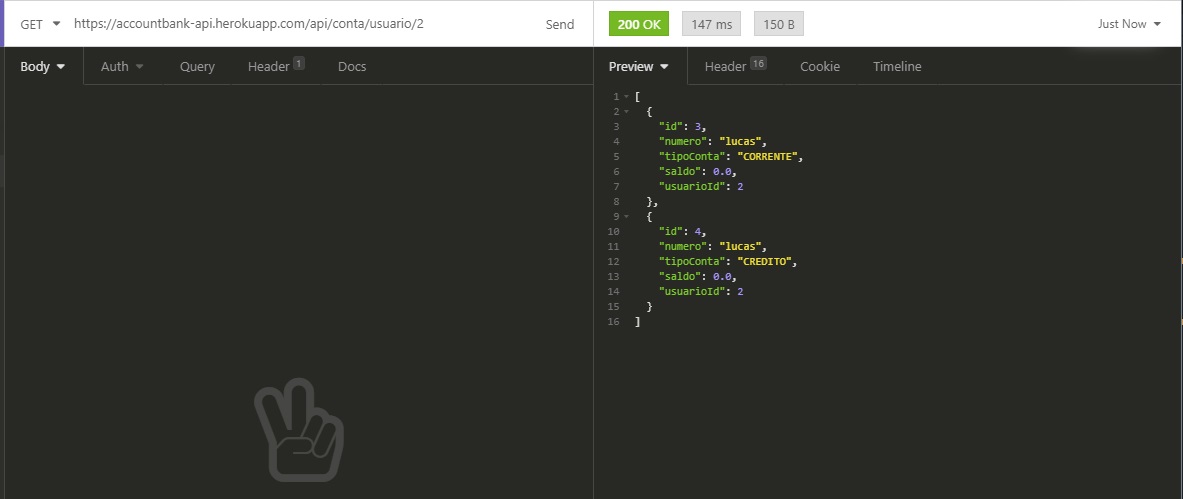 GET https://accountbank-api.herokuapp.com/api/conta/usuario/2 Send 200 OK 147 ms 150 B Just Now
Body Auth Query Header 1 Docs Preview Header 16 Cookie Timeline
1 [
2 {
3 "id": 3,
4 "numero": "lucas",
5 "tipoConta": "CORRENTE",
6 "saldo": 0.0,
7 "usuarioId": 2
8 },
9 {
10 "id": 4,
11 "numero": "lucas",
12 "tipoConta": "CREDITO",
13 "saldo": 0.0,
14 "usuarioId": 2
15 }
16 ]